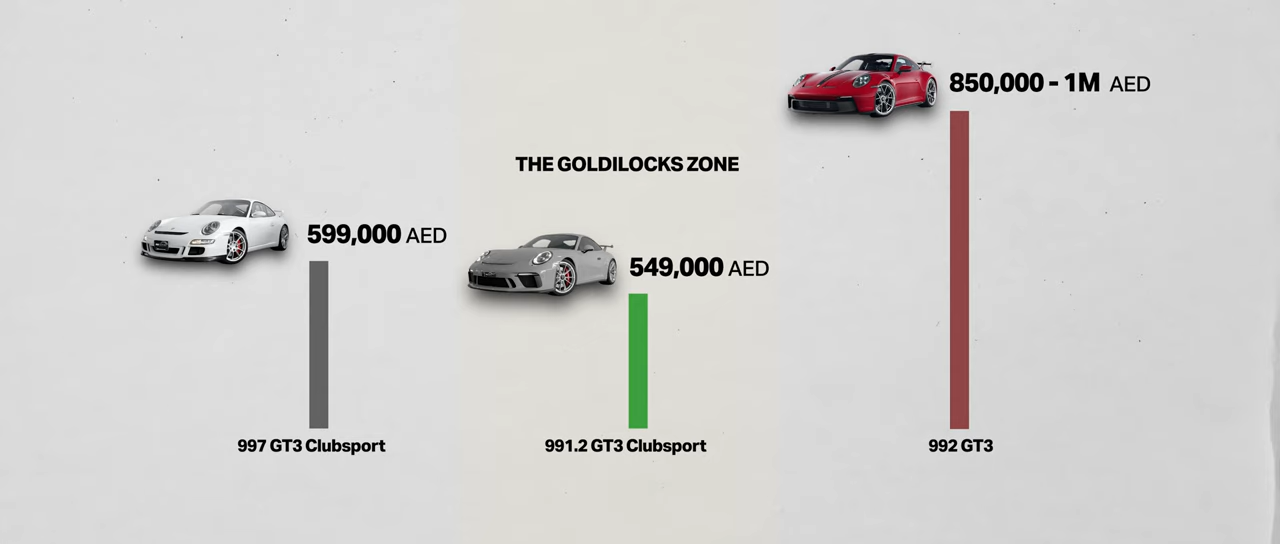 850,000 - 1M AED
THE GOLDILOCKS ZONE
599,000 AED
549,000 AED
997 GT3 Clubsport
991.2 GT3 Clubsport
992 GT3